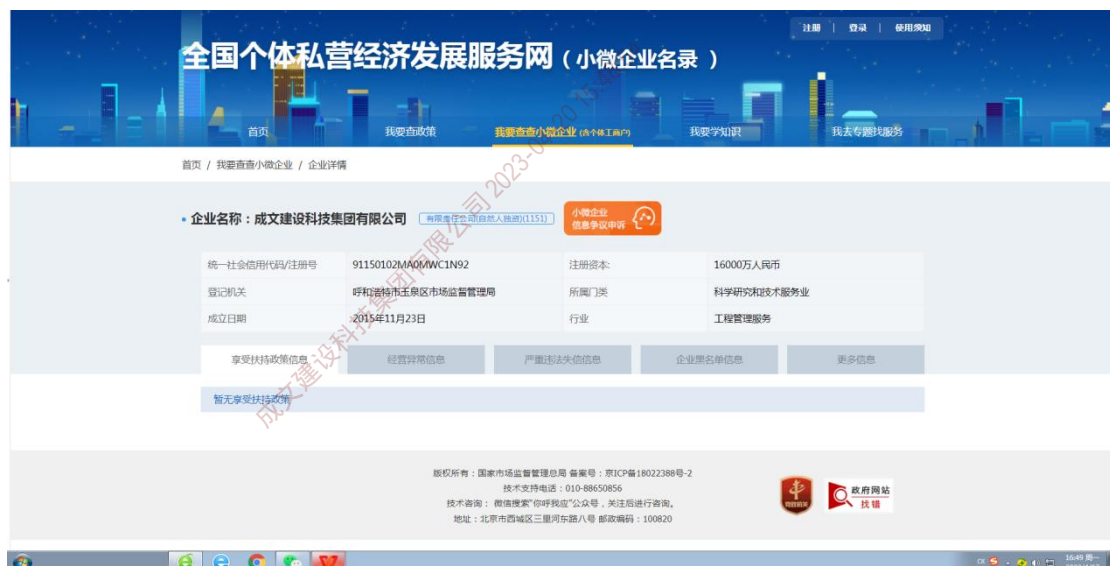 注册 | 登录 | 使用须知
全国个体私营经济发展服务网（小微企业名录 ）
首页 我要查政策 我要查查小微企业 (含个体工商户) 我要学知识 我去专题找服务
首页 / 我要查查小微企业 / 企业详情
企业名称：成文建设科技集团有限公司 有限责任公司(自然人独资)(1151) 小微企业
信息争议申诉
统一社会信用代码/注册号 91150102MA0MWC1N92 注册资本: 16000万人民币
登记机关 呼和浩特市玉泉区市场监督管理局 所属门类 科学研究和技术服务业
成立日期 2015年11月23日 行业 工程管理服务
享受扶持政策信息 经营异常信息 严重违法失信信息 企业黑名单信息 更多信息
暂无享受扶持政策
成文建设科技集团有限公司 2023-0
版权所有：国家市场监督管理总局 备案号：京ICP备18022388号-2
技术支持电话：010-88650856
技术咨询： 微信搜索“你呼我应”公众号，关注后进行咨询。
地址：北京市西城区三里河东路八号 邮政编码：100820
党政机关
政府网站
找错
16:49 周一